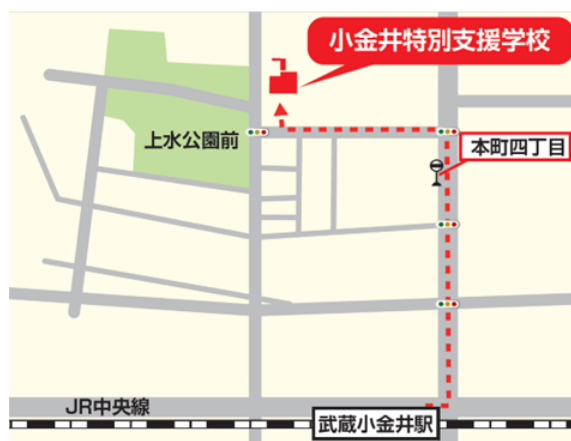 小金井特別支援学校
上水公園前
本町四丁目
JR中央線
武蔵小金井駅